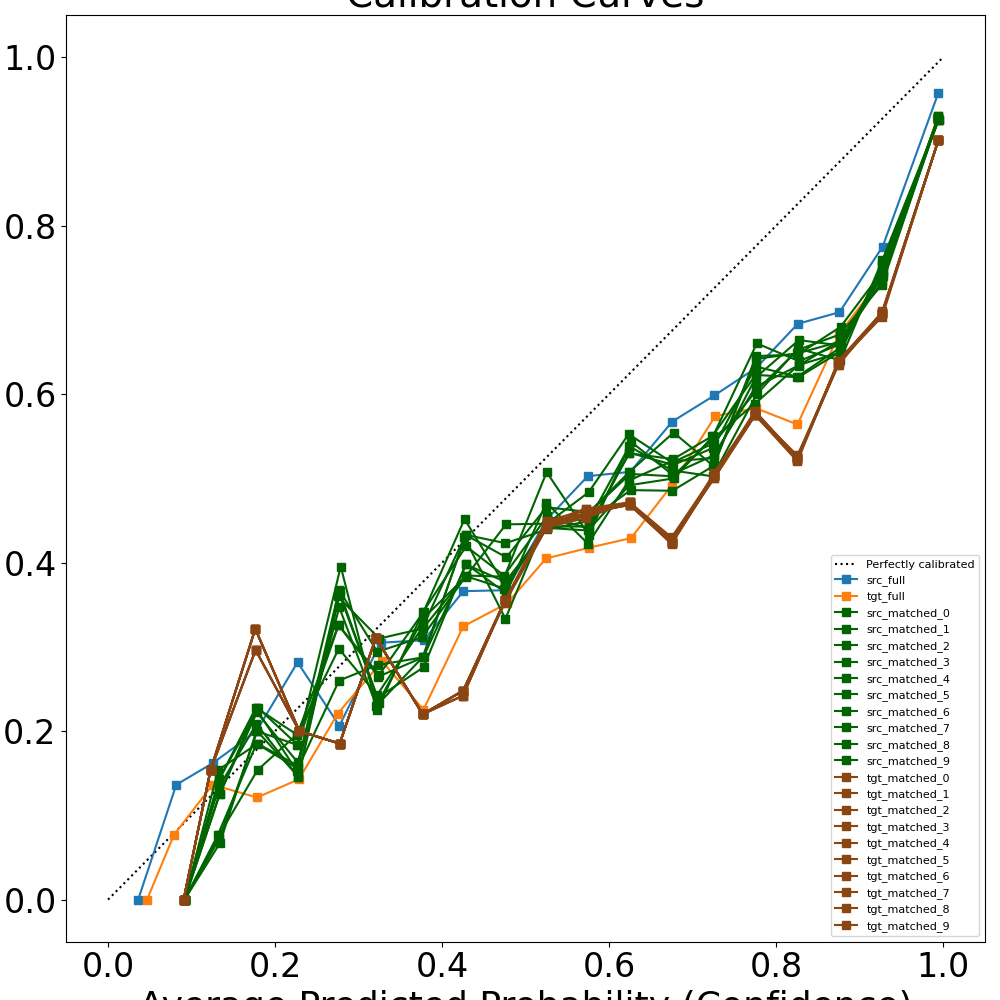 Calibration Curves
1.0
0.8
0.6
0.4
0.2
0.0
Perfectly calibrated
src_full
tgt_full
src_matched_0
src_matched_1
src_matched_2
src_matched_3
src_matched_4
src_matched_5
src_matched_6
src_matched_7
src_matched_8
src_matched_9
tgt_matched_0
tgt_matched_1
tgt_matched_2
tgt_matched_3
tgt_matched_4
tgt_matched_5
tgt_matched_6
tgt_matched_7
tgt_matched_8
tgt_matched_9
0.0 0.2 0.4 0.6 0.8 1.0
Average Predicted Probability (Confidence)